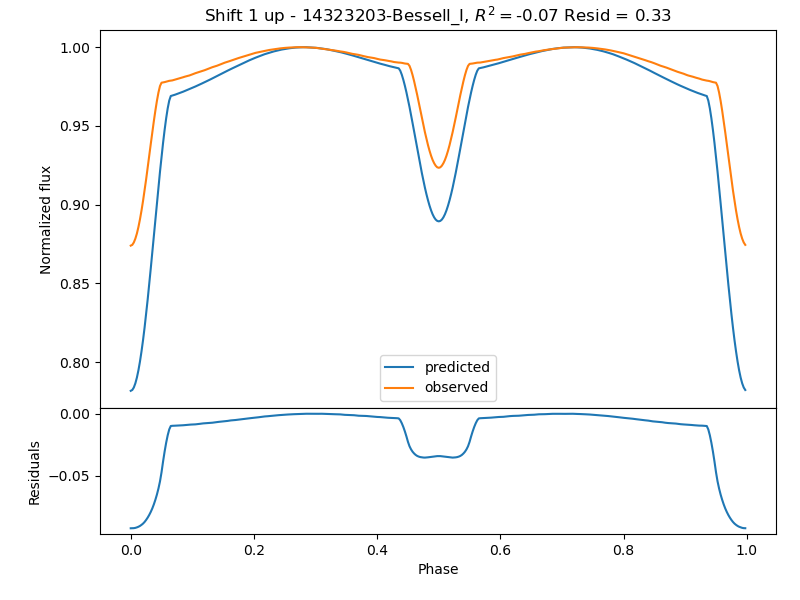 Shift 1 up - 14323203-Bessell_I, $R^2 = $-0.07 Resid = 0.33
1.00
0.95
0.90
0.85
0.80
Normalized flux
predicted
observed
0.00
−0.05
Residuals
0.0
0.2
0.4
0.6
0.8
1.0
Phase